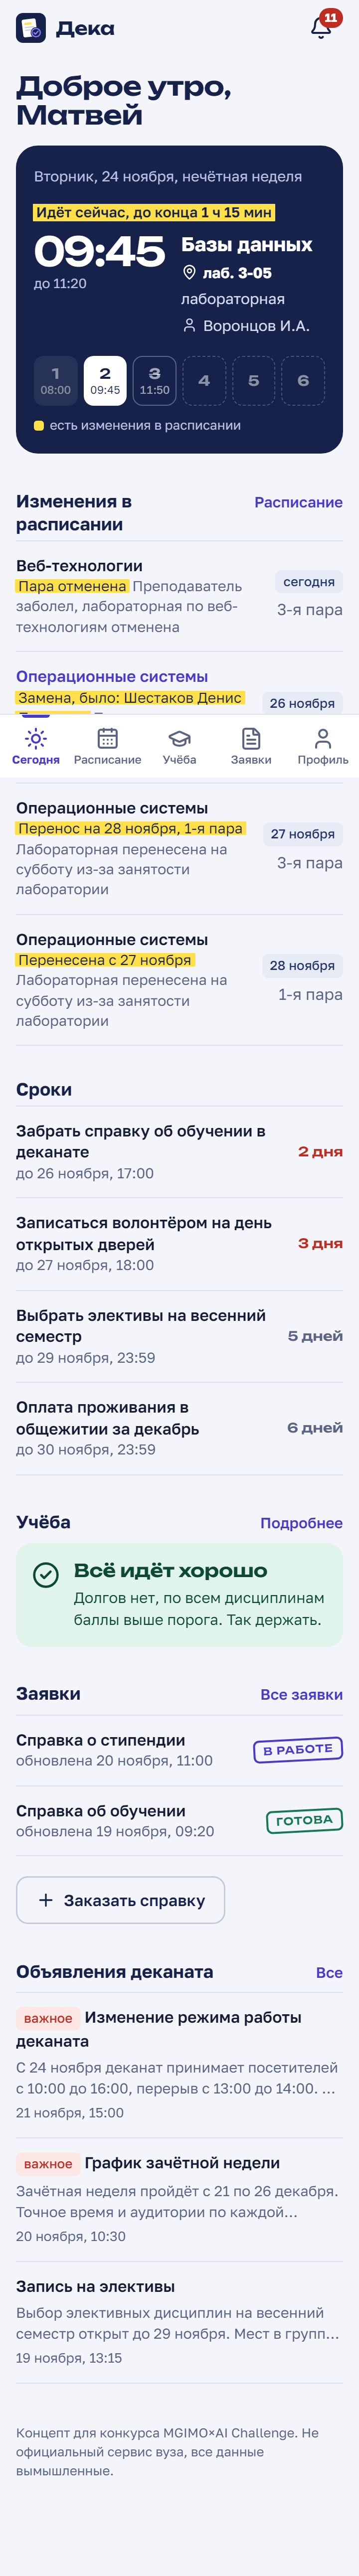 Дека
11
Доброе утро,
Матвей
Вторник, 24 ноября, нечётная неделя
Идёт сейчас, до конца 1 ч 15 мин
09:45
до 11:20
Базы данных
лаб. 3-05
лабораторная
Воронцов И.А.
1
08:00
2
09:45
3
11:50
4
5
6
есть изменения в расписании
Изменения в
расписании
Расписание
Веб-технологии
Пара отменена Преподаватель
заболел, лабораторная по веб-
технологиям отменена
сегодня
3-я пара
Операционные системы
Замена, было: Шестаков Денис
26 ноября
Сегодня
Расписание
Учёба
Заявки
Профиль
Операционные системы
Перенос на 28 ноября, 1-я пара
Лабораторная перенесена на
субботу из-за занятости
лаборатории
27 ноября
3-я пара
Операционные системы
Перенесена с 27 ноября
Лабораторная перенесена на
субботу из-за занятости
лаборатории
28 ноября
1-я пара
Сроки
Забрать справку об обучении в
деканате
до 26 ноября, 17:00
2 дня
Записаться волонтёром на день
открытых дверей
до 27 ноября, 18:00
3 дня
Выбрать элективы на весенний
семестр
до 29 ноября, 23:59
5 дней
Оплата проживания в
общежитии за декабрь
до 30 ноября, 23:59
6 дней
Учёба
Подробнее
Всё идёт хорошо
Долгов нет, по всем дисциплинам
баллы выше порога. Так держать.
Заявки
Все заявки
Справка о стипендии
обновлена 20 ноября, 11:00
В РАБОТЕ
Справка об обучении
обновлена 19 ноября, 09:20
ГОТОВА
Заказать справку
Объявления деканата
Все
важное Изменение режима работы
деканата
С 24 ноября деканат принимает посетителей
с 10:00 до 16:00, перерыв с 13:00 до 14:00. ...
21 ноября, 15:00
важное График зачётной недели
Зачётная неделя пройдёт с 21 по 26 декабря.
Точное время и аудитории по каждой...
20 ноября, 10:30
Запись на элективы
Выбор элективных дисциплин на весенний
семестр открыт до 29 ноября. Мест в групп...
19 ноября, 13:15
Концепт для конкурса MGIMO×AI Challenge. Не
официальный сервис вуза, все данные
вымышленные.